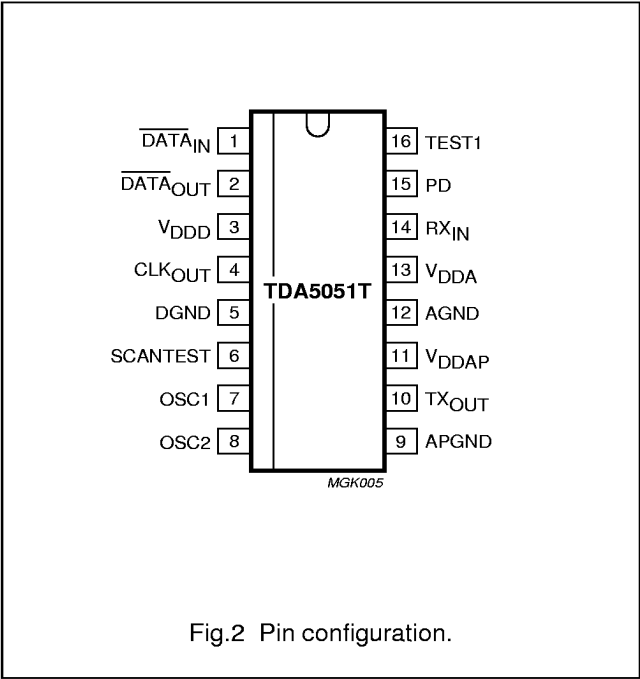 DATAIN 1 16 TEST1
DATAOUT 2 15 PD
VDDD 3 14 RXIN
CLKOUT 4 13 VDDA
TDA5051T
DGND 5 12 AGND
SCANTEST 6 11 VDDAP
OSC1 7 10 TXOUT
OSC2 8 9 APGND
MGK005
Fig.2 Pin configuration.